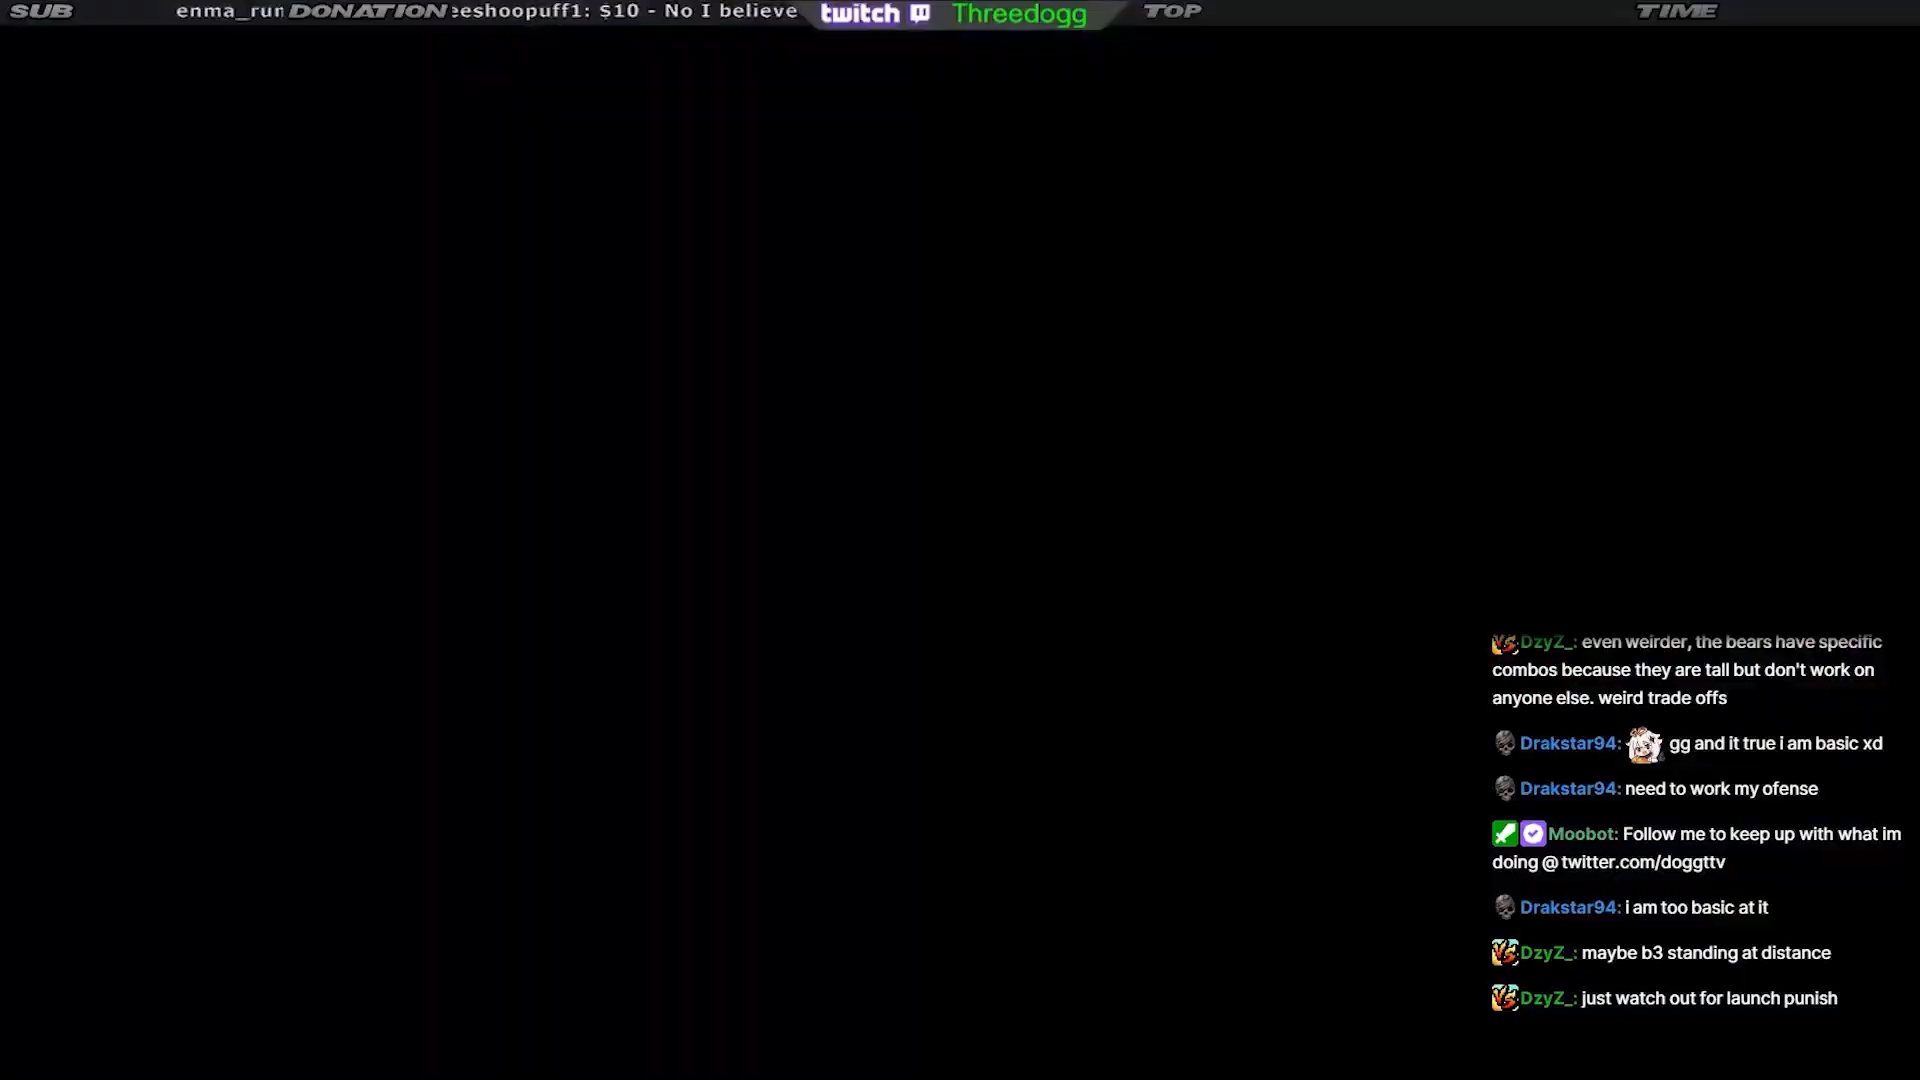 SUB enma_run DONATION eeshoopuff1: $10 - No I believe twitch Threedogg TOP TIME
DzyZ_: even weirder, the bears have specific
combos because they are tall but don't work on
anyone else. weird trade offs
Drakstar94: gg and it true i am basic xd
Drakstar94: need to work my ofense
Moobot: Follow me to keep up with what im
doing @ twitter.com/doggttv
Drakstar94: i am too basic at it
DzyZ_: maybe b3 standing at distance
DzyZ_: just watch out for launch punish